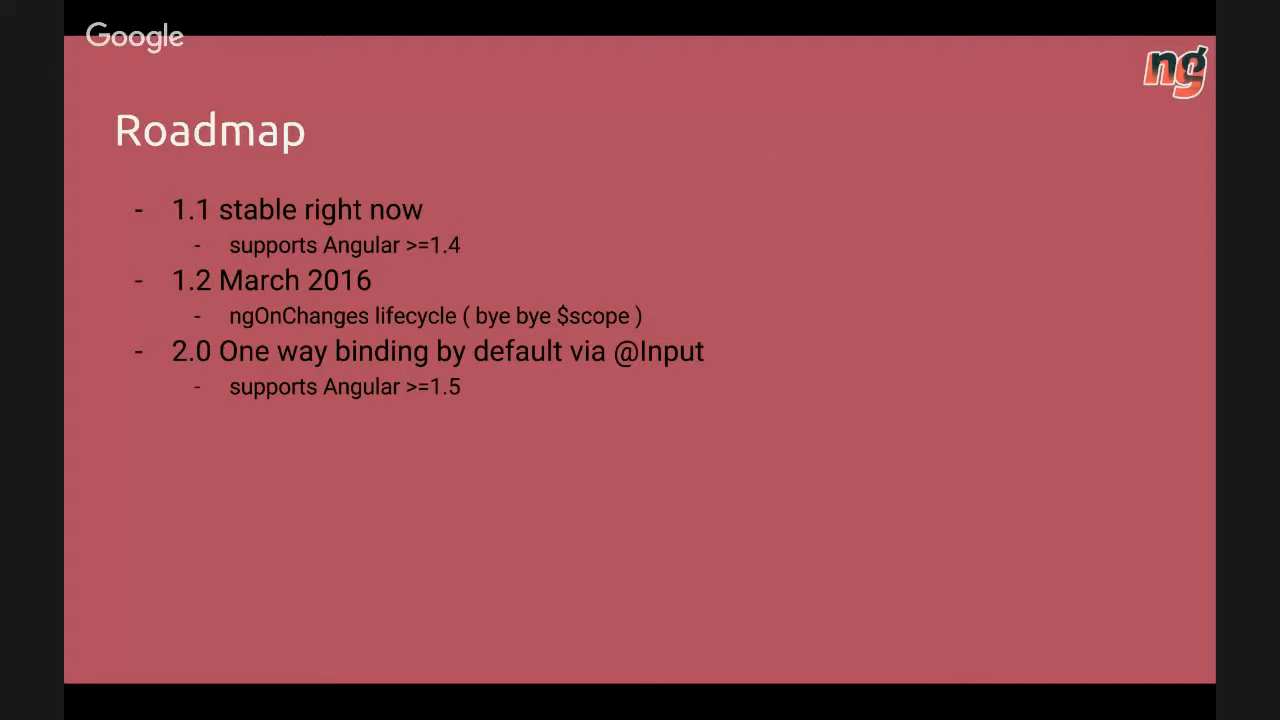 Google
ng
Roadmap
- 1.1 stable right now
- supports Angular >=1.4
- 1.2 March 2016
- ngOnChanges lifecycle ( bye bye $scope )
- 2.0 One way binding by default via @Input
- supports Angular >=1.5